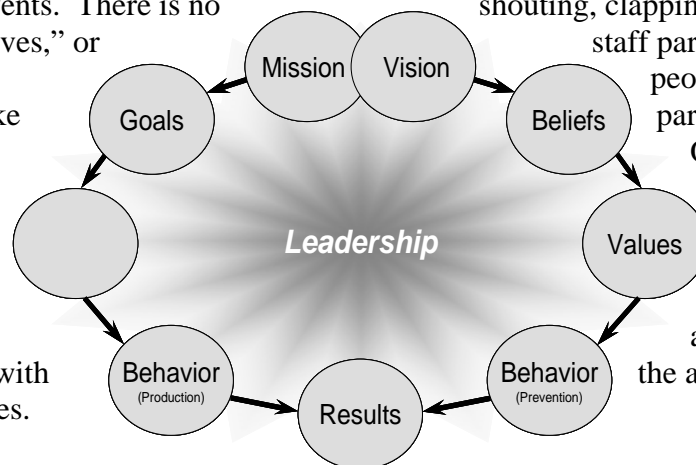 ents. There is no
ves,” or
ke
with
es.
shouting, clappin
staff par
peo
par
a
the a
Mission
Vision
Goals
Beliefs
Leadership
Values
Behavior
(Production)
Behavior
(Prevention)
Results